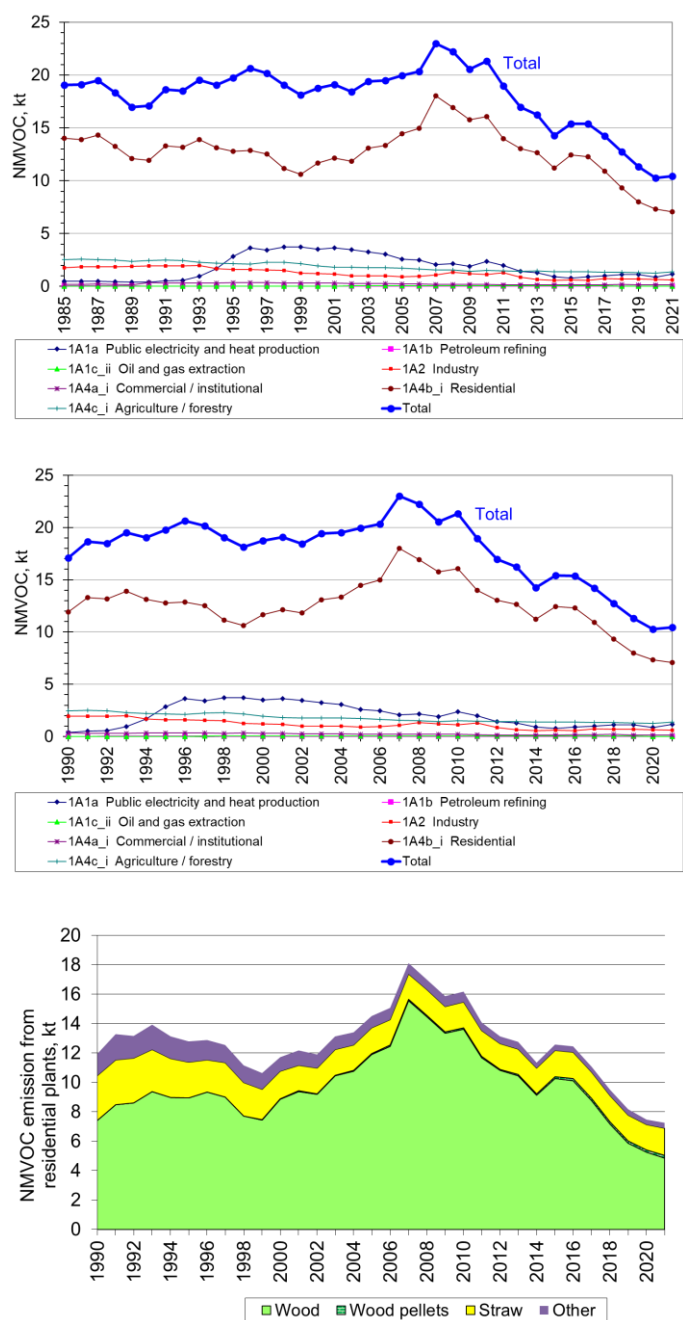 25
20
15
10
5
0
NMVOC, kt
Total
1985
1987
1989
1991
1993
1995
1997
1999
2001
2003
2005
2007
2009
2011
2013
2015
2017
2019
2021
1A1a Public electricity and heat production
1A1b Petroleum refining
1A1c_ii Oil and gas extraction
1A2 Industry
1A4a_i Commercial / institutional
1A4b_i Residential
1A4c_i Agriculture / forestry
Total
25
20
15
10
5
0
NMVOC, kt
Total
1990
1992
1994
1996
1998
2000
2002
2004
2006
2008
2010
2012
2014
2016
2018
2020
1A1a Public electricity and heat production
1A1b Petroleum refining
1A1c_ii Oil and gas extraction
1A2 Industry
1A4a_i Commercial / institutional
1A4b_i Residential
1A4c_i Agriculture / forestry
Total
20
18
16
14
12
10
8
6
4
2
0
NMVOC emission from
residential plants, kt
1990
1992
1994
1996
1998
2000
2002
2004
2006
2008
2010
2012
2014
2016
2018
2020
Wood
Wood pellets
Straw
Other